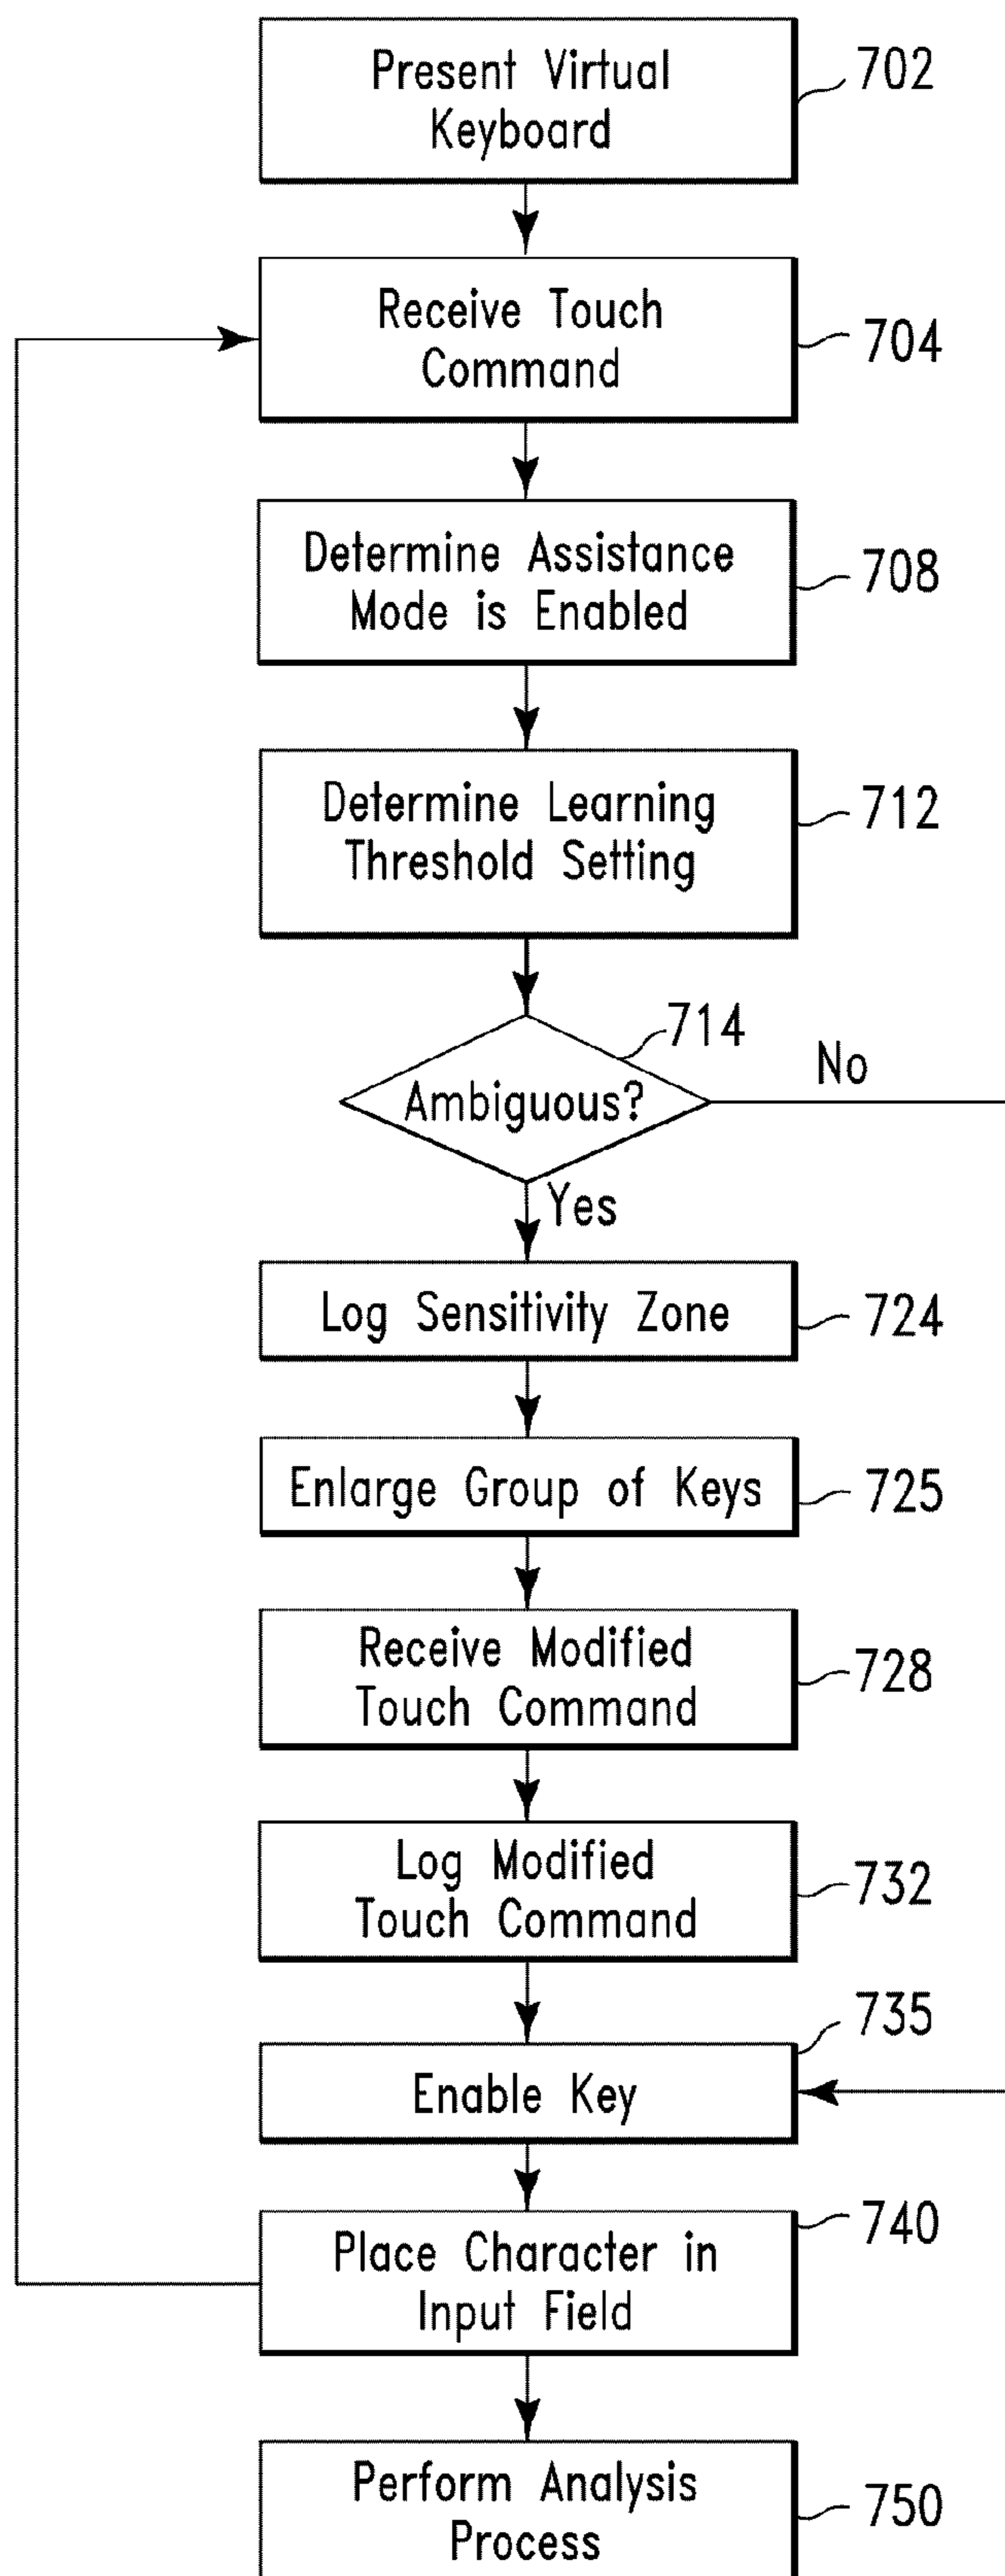 Present Virtual
Keyboard
702
Receive Touch
Command
704
Determine Assistance
Mode is Enabled
708
Determine Learning
Threshold Setting
712
714
Ambiguous?
No
Yes
Log Sensitivity Zone
724
Enlarge Group of Keys
725
Receive Modified
Touch Command
728
Log Modified
Touch Command
732
735
Enable Key
740
Place Character in
Input Field
Perform Analysis
Process
750